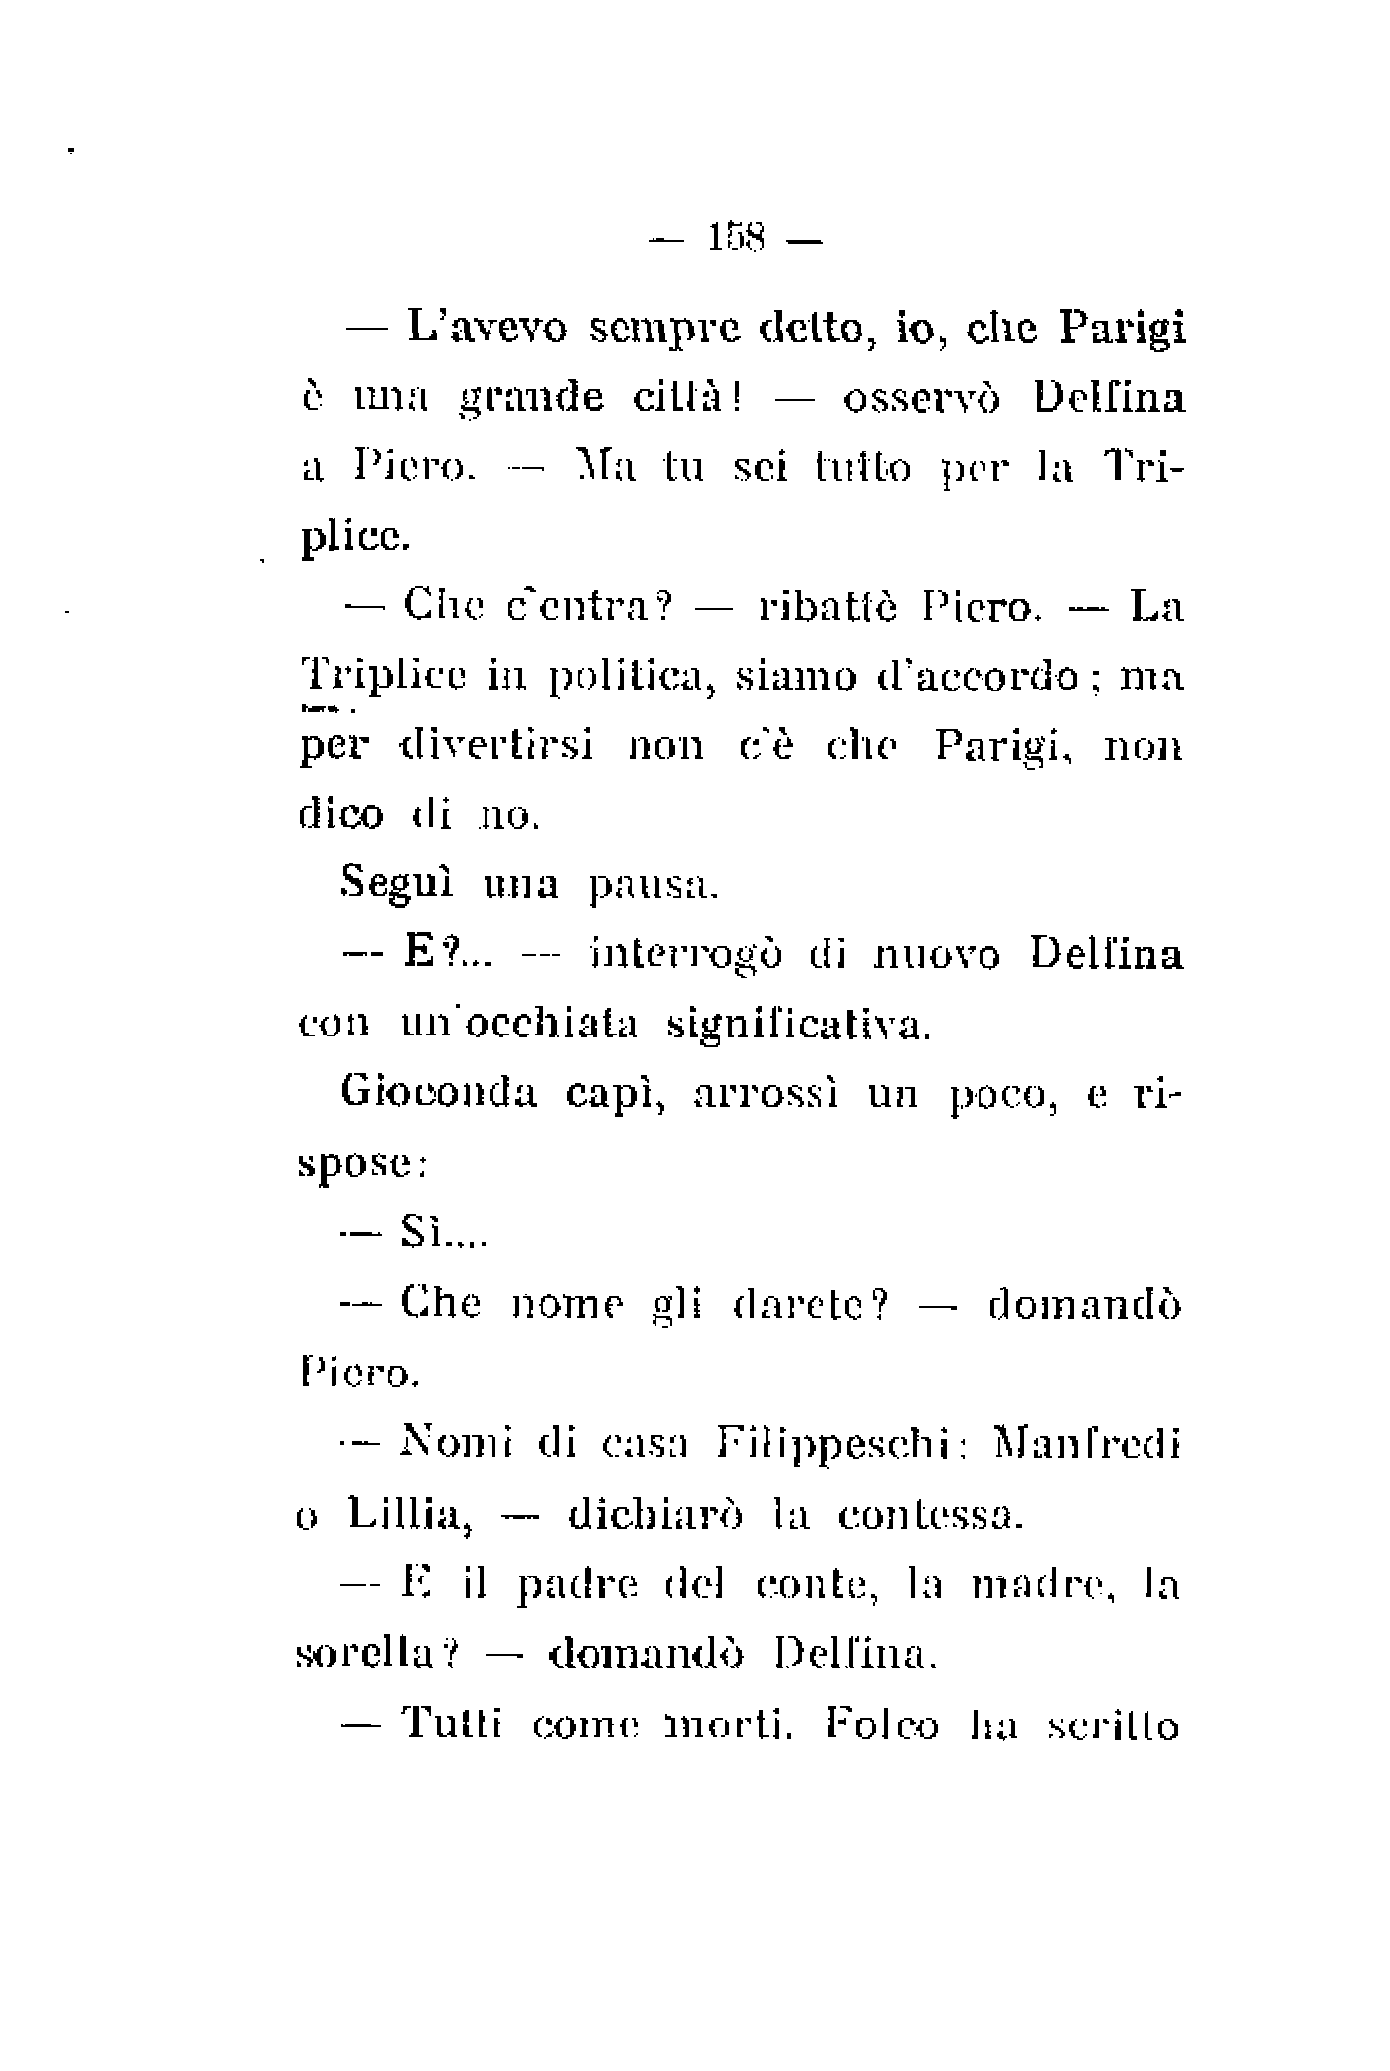 — 158 —
— L'avevo sempre detto, io, che Parigi
è una grande città! — osservò Delfina
a Piero. — Ma tu sei tutto per la Tri-
plice.
— Che c'entra? — ribattè Piero. — La
Triplice in politica, siamo d'accordo; ma
per divertirsi non c'è che Parigi, non
dico di no.
Seguì una pausa.
— E?... — interrogò di nuovo Delfina
con un'occhiata significativa.
Gioconda capì, arrossì un poco, e ri-
spose:
— Sì....
— Che nome gli darete? — domandò
Piero.
— Nomi di casa Filippeschi: Manfredi
o Lillia, — dichiarò la contessa.
— E il padre del conte, la madre, la
sorella? — domandò Delfina.
— Tutti come morti. Folco ha scritto